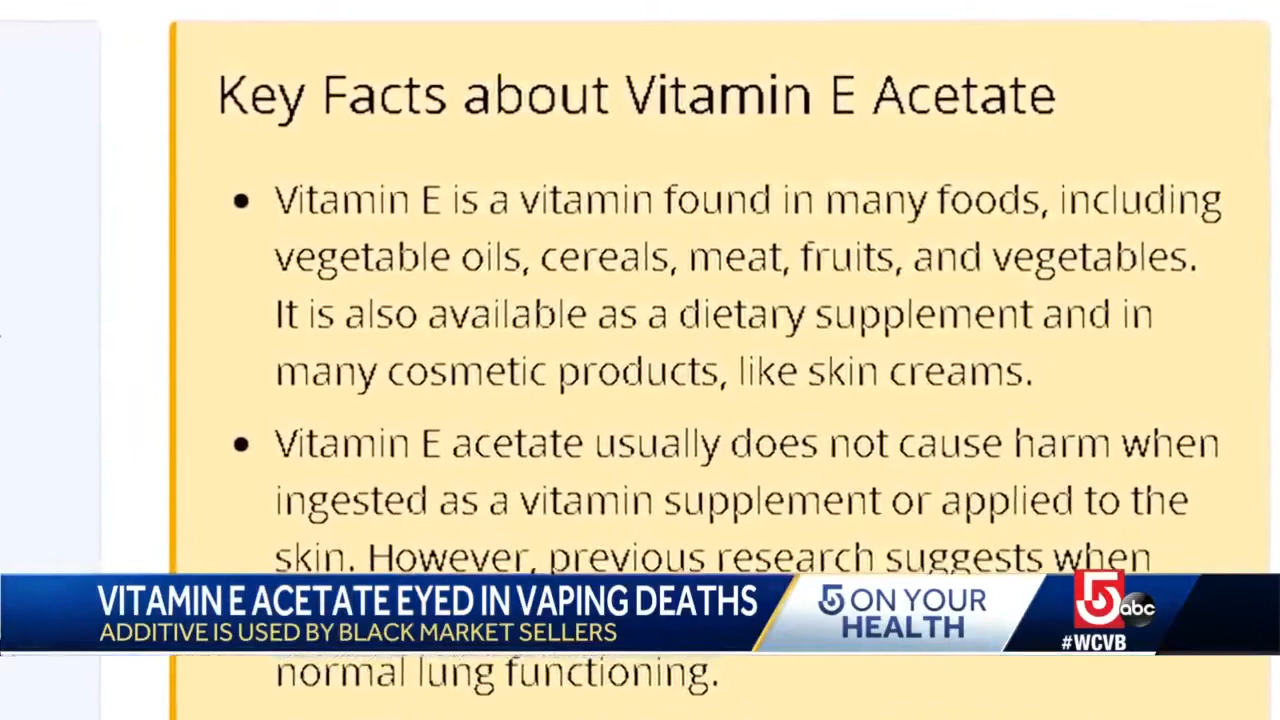 Key Facts about Vitamin E Acetate
• Vitamin E is a vitamin found in many foods, including
vegetable oils, cereals, meat, fruits, and vegetables.
It is also available as a dietary supplement and in
many cosmetic products, like skin creams.
• Vitamin E acetate usually does not cause harm when
ingested as a vitamin supplement or applied to the
skin. However, previous research suggests when
VITAMIN E ACETATE EYED IN VAPING DEATHS
ADDITIVE IS USED BY BLACK MARKET SELLERS
5 ON YOUR
HEALTH
5 abc
#WCVB
normal lung functioning.